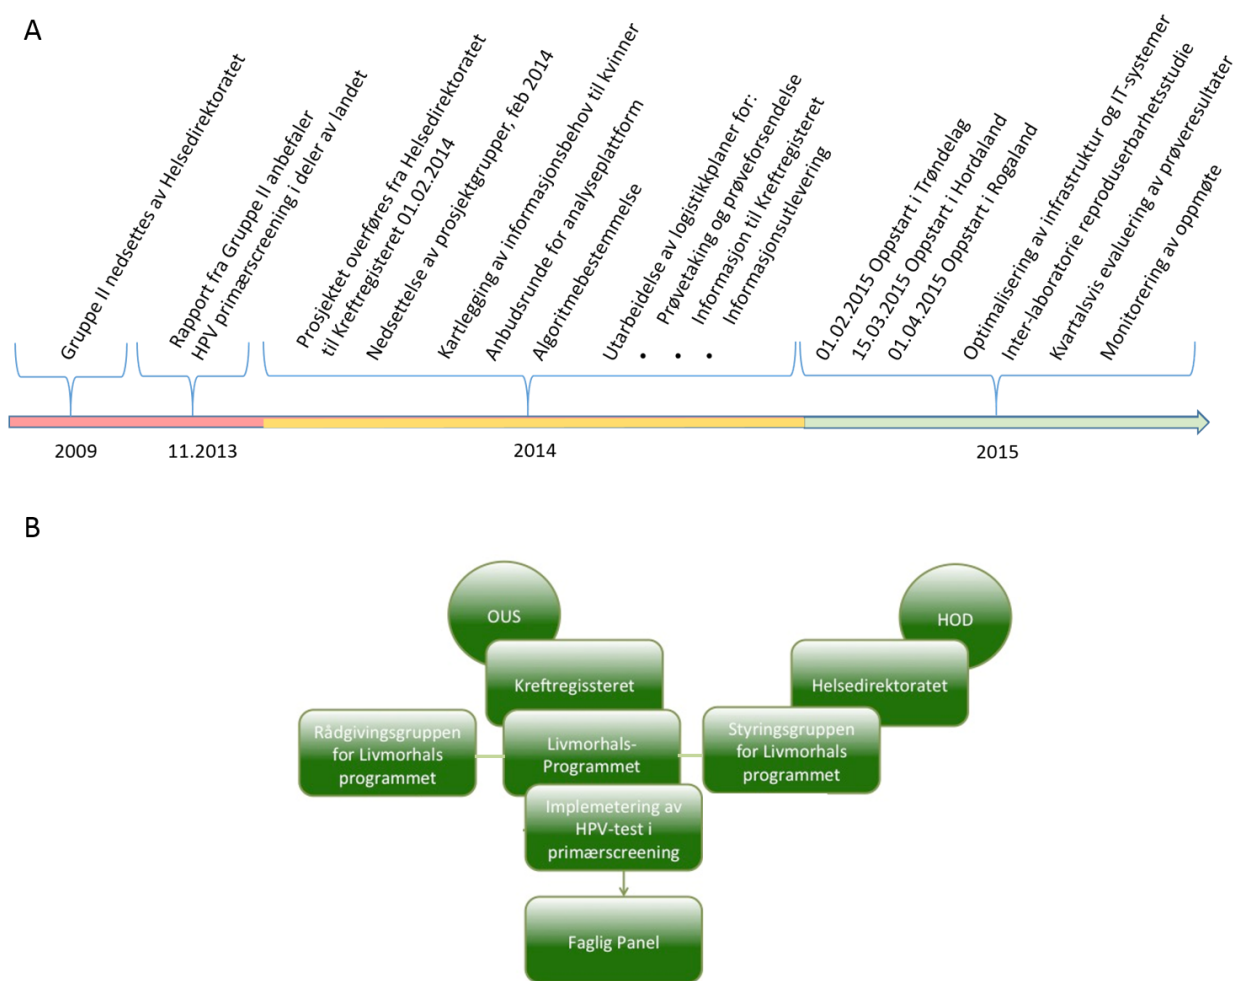 A
Gruppe II nedsettes av Helsedirektoratet
Rapport fra Gruppe II anbefaler
HPV primærscreening i deler av landet
Prosjektet overføres fra Helsedirektoratet
til Kreftregisteret 01.02.2014
Nedsettelse av prosjektgrupper, feb 2014
Kartlegging av informasjonsbehov til kvinner
Anbudsrunde for analyseplattform
Algoritmebestemmelse
Utarbeidelse av logistikkplaner for:
• Prøvetaking og prøveforsendelse
• Informasjon til Kreftregisteret
• Informasjonsutlevering
01.02.2015 Oppstart i Trøndelag
15.03.2015 Oppstart i Hordaland
01.04.2015 Oppstart i Rogaland
Optimalisering av infrastruktur og IT-systemer
Inter-laboratorie reproduserbarhetsstudie
Kvartalsvis evaluering av prøveresultater
Monitorering av oppmøte
2009
11.2013
2014
2015
B
OUS
HOD
Kreftregissteret
Helsedirektoratet
Rådgivingsgruppen
for Livmorhals
programmet
Livmorhals-
Programmet
Styringsgruppen
for Livmorhals
programmet
Implemetering av
HPV-test i
primærscreening
Faglig Panel